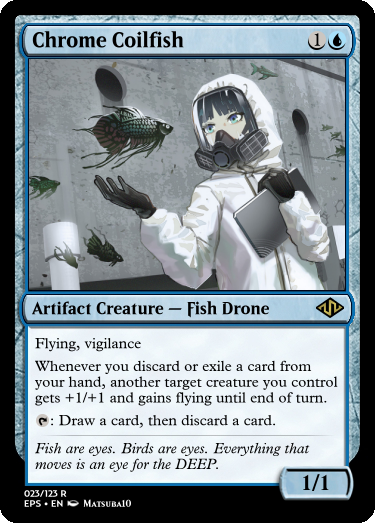 Chrome Coilfish 1
Artifact Creature — Fish Drone
Flying, vigilance
Whenever you discard or exile a card from
your hand, another target creature you control
gets +1/+1 and gains flying until end of turn.
: Draw a card, then discard a card.
Fish are eyes. Birds are eyes. Everything that
moves is an eye for the DEEP.
1/1
023/123 R
EPS • EN Matsuba10